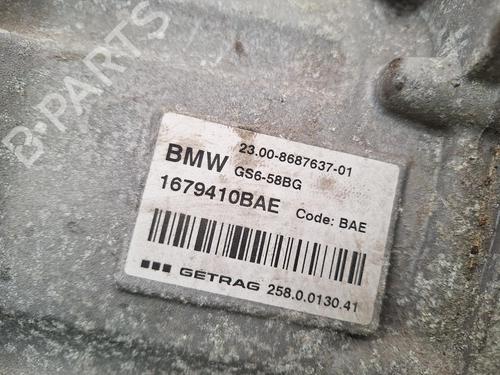 B-PARTS
23.00-8687637-01
BMW GS6-58BG
1679410BAE Code: BAE
GETRAG 258.0.0130.41